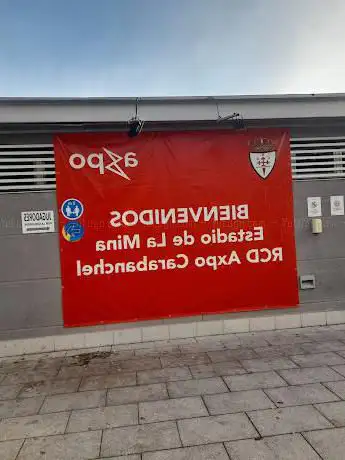 axpo
BIENVENIDOS
Estadio de La Mina
RCD Axpo Carabanchel
JUGADORES